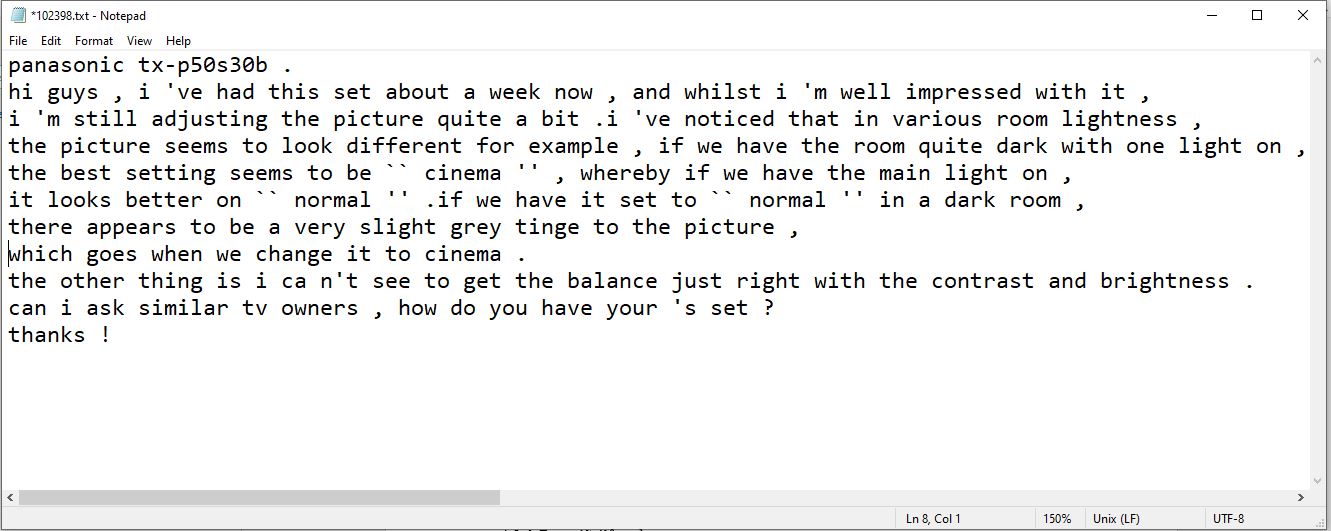 *102398.txt - Notepad
File Edit Format View Help
panasonic tx-p50s30b .
hi guys , i 've had this set about a week now , and whilst i 'm well impressed with it ,
i 'm still adjusting the picture quite a bit .i 've noticed that in various room lightness ,
the picture seems to look different for example , if we have the room quite dark with one light on ,
the best setting seems to be `` cinema '' , whereby if we have the main light on ,
it looks better on `` normal '' .if we have it set to `` normal '' in a dark room ,
there appears to be a very slight grey tinge to the picture ,
which goes when we change it to cinema .
the other thing is i ca n't see to get the balance just right with the contrast and brightness .
can i ask similar tv owners , how do you have your 's set ?
thanks !
Ln 8, Col 1 150% Unix (LF) UTF-8